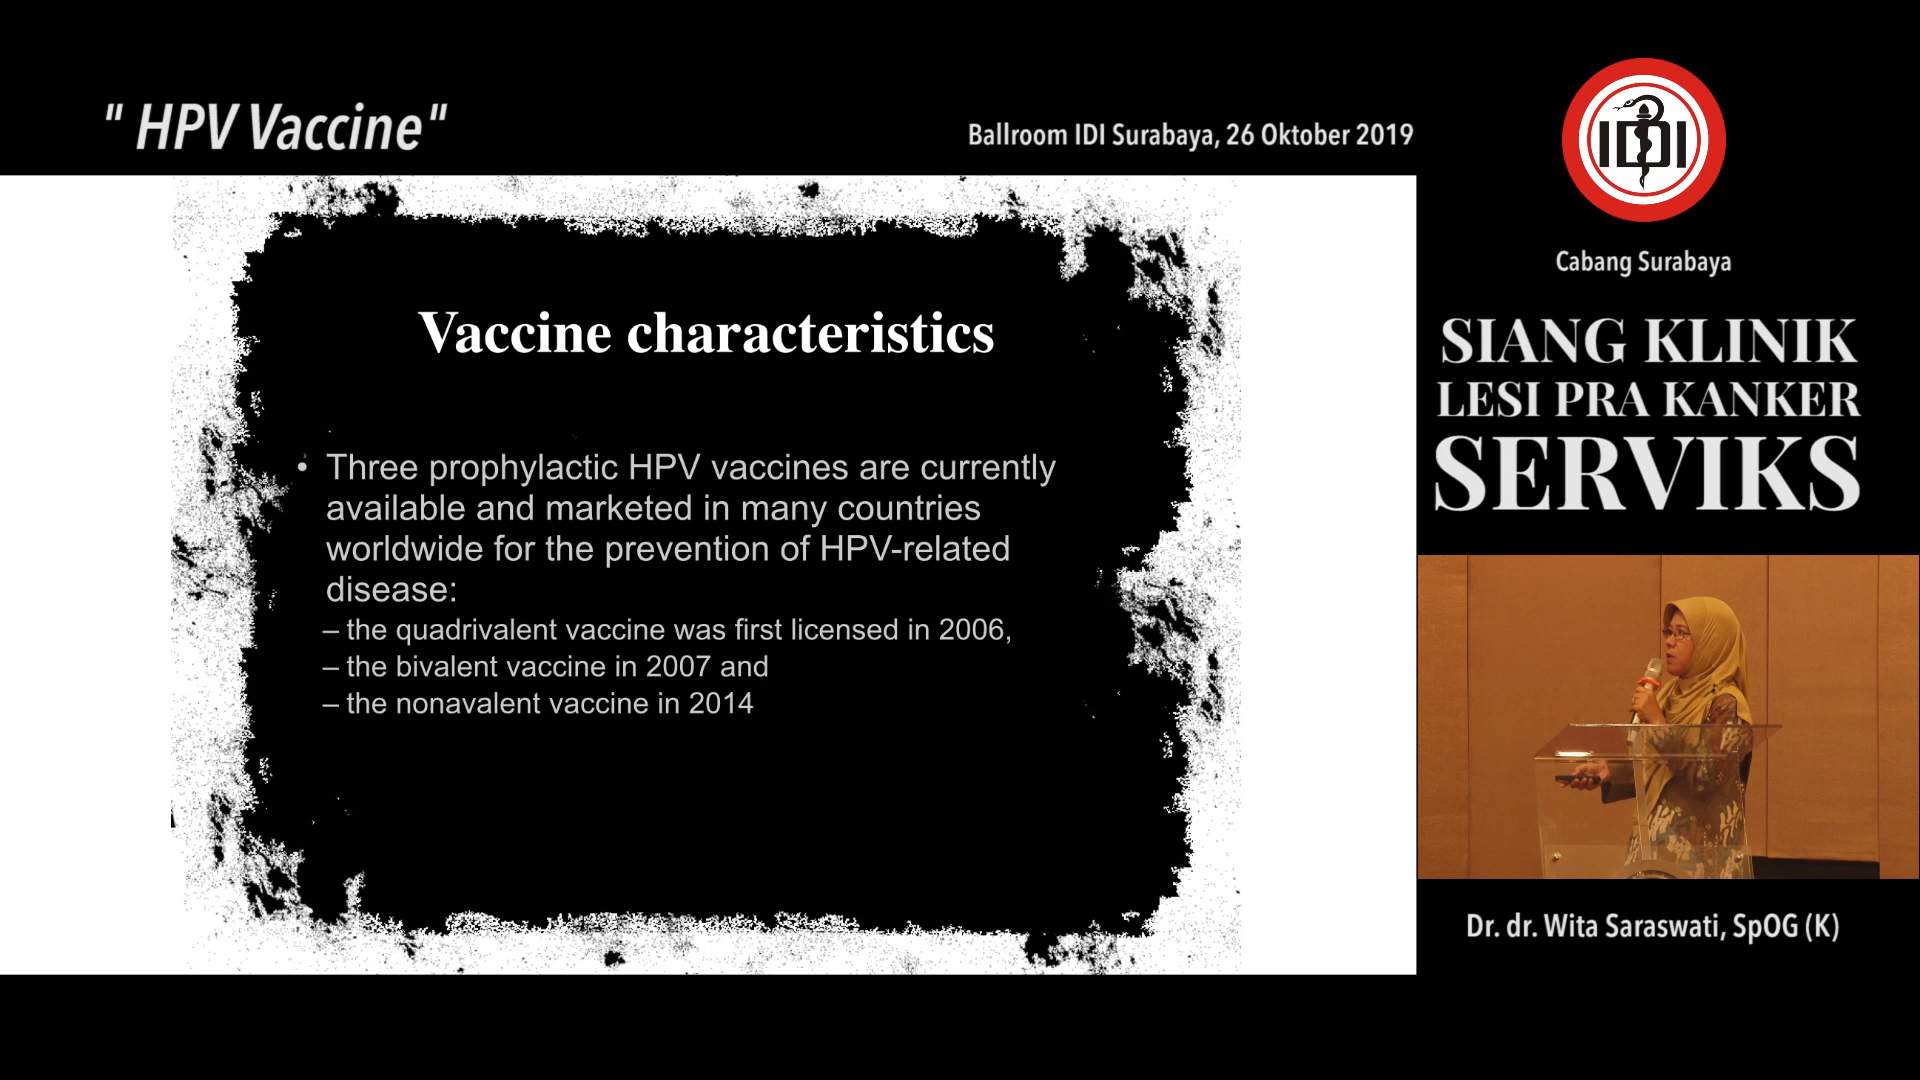 " HPV Vaccine"
Ballroom IDI Surabaya, 26 Oktober 2019
IDI
Cabang Surabaya
SIANG KLINIK
LESI PRA KANKER
SERVIKS
Vaccine characteristics
• Three prophylactic HPV vaccines are currently
available and marketed in many countries
worldwide for the prevention of HPV-related
disease:
– the quadrivalent vaccine was first licensed in 2006,
– the bivalent vaccine in 2007 and
– the nonavalent vaccine in 2014
Dr. dr. Wita Saraswati, SpOG (K)